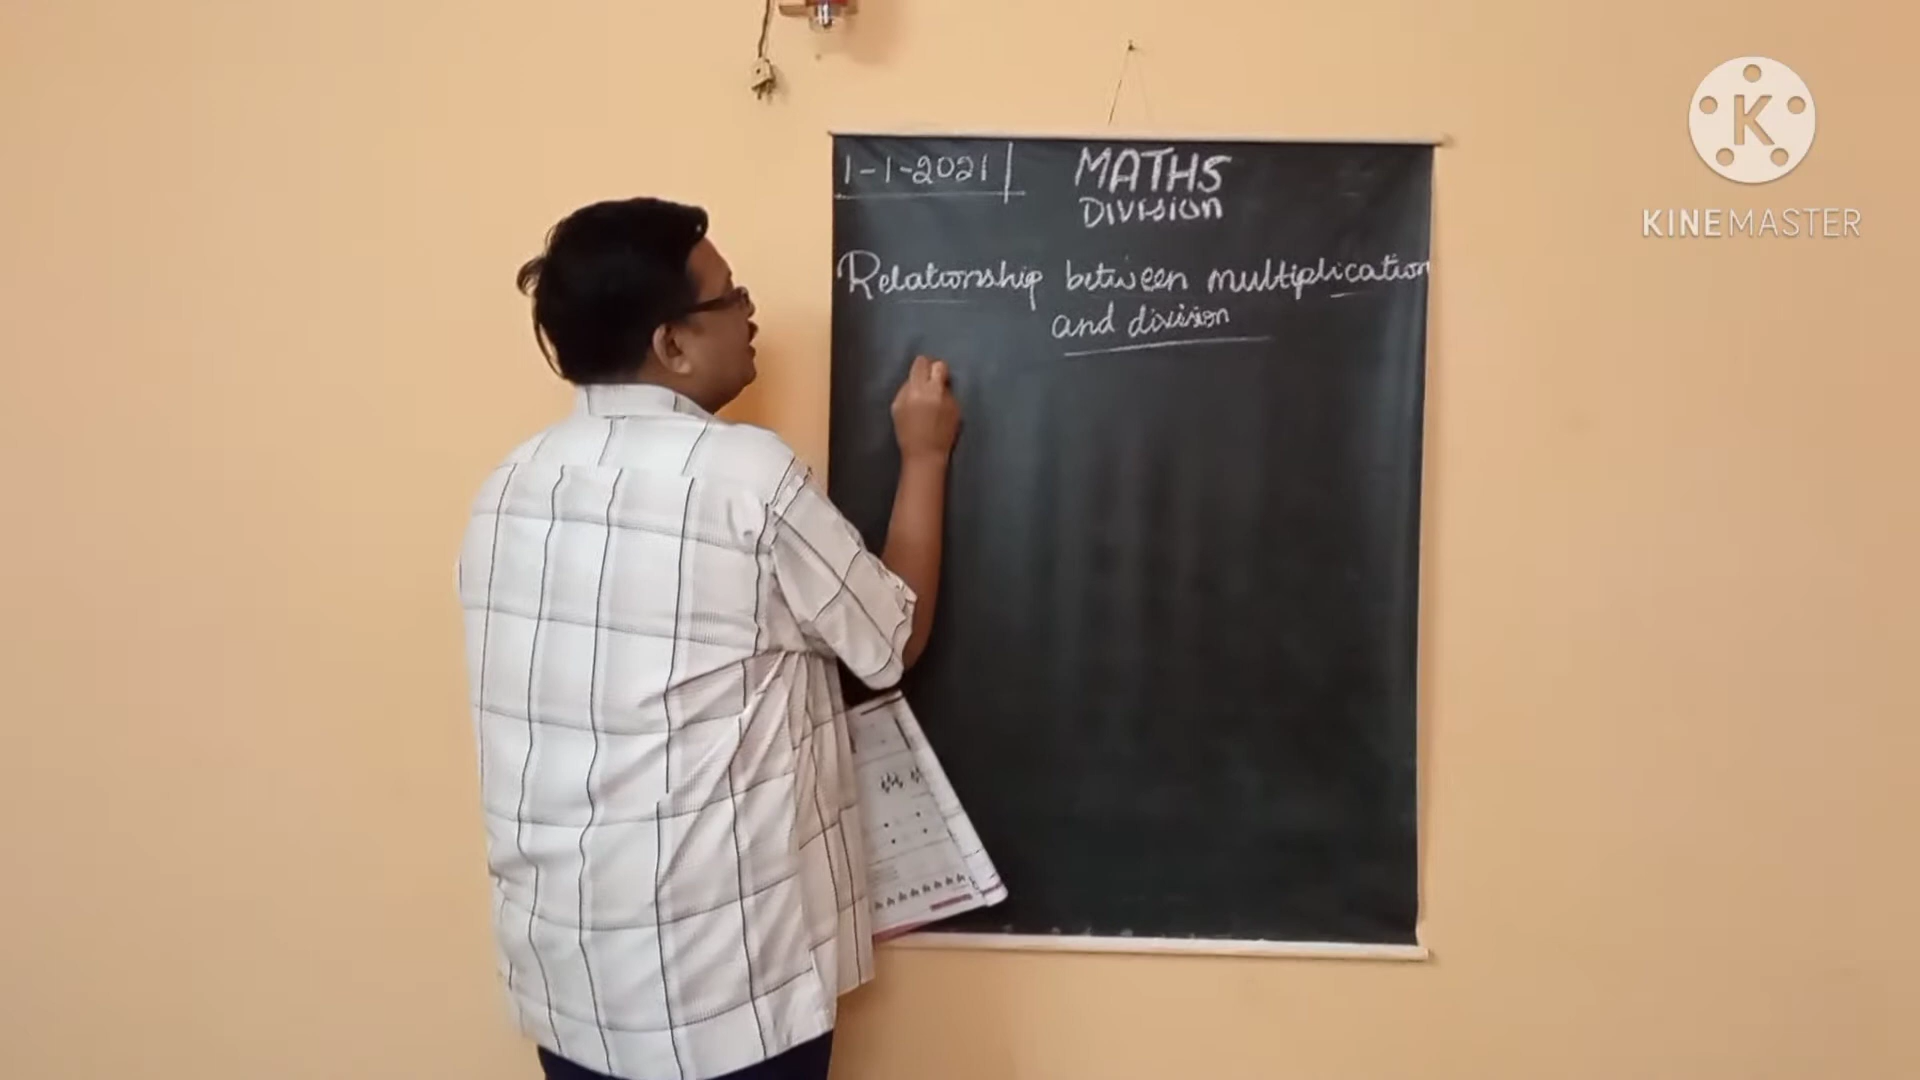 1-1-2021
MATHS
DIVISION
Relationship between multiplication
and division
K
KINEMASTER